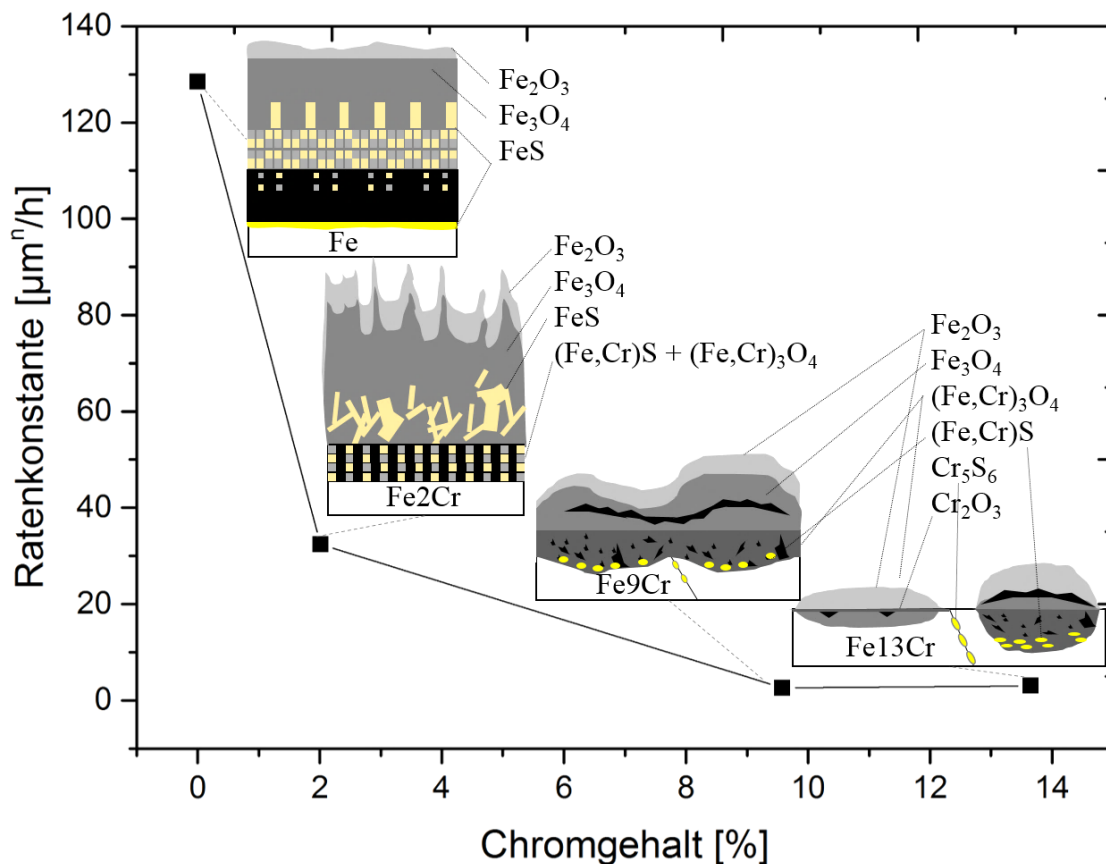 140
120
100
80
60
40
20
0
Ratenkonstante [µmⁿ/h]
Fe₂O₃
Fe₃O₄
FeS
Fe
Fe₂O₃
Fe₃O₄
FeS
(Fe,Cr)S + (Fe,Cr)₃O₄
Fe2Cr
Fe₂O₃
Fe₃O₄
(Fe,Cr)₃O₄
(Fe,Cr)S
Cr₅S₆
Cr₂O₃
Fe9Cr
Fe13Cr
0 2 4 6 8 10 12 14
Chromgehalt [%]